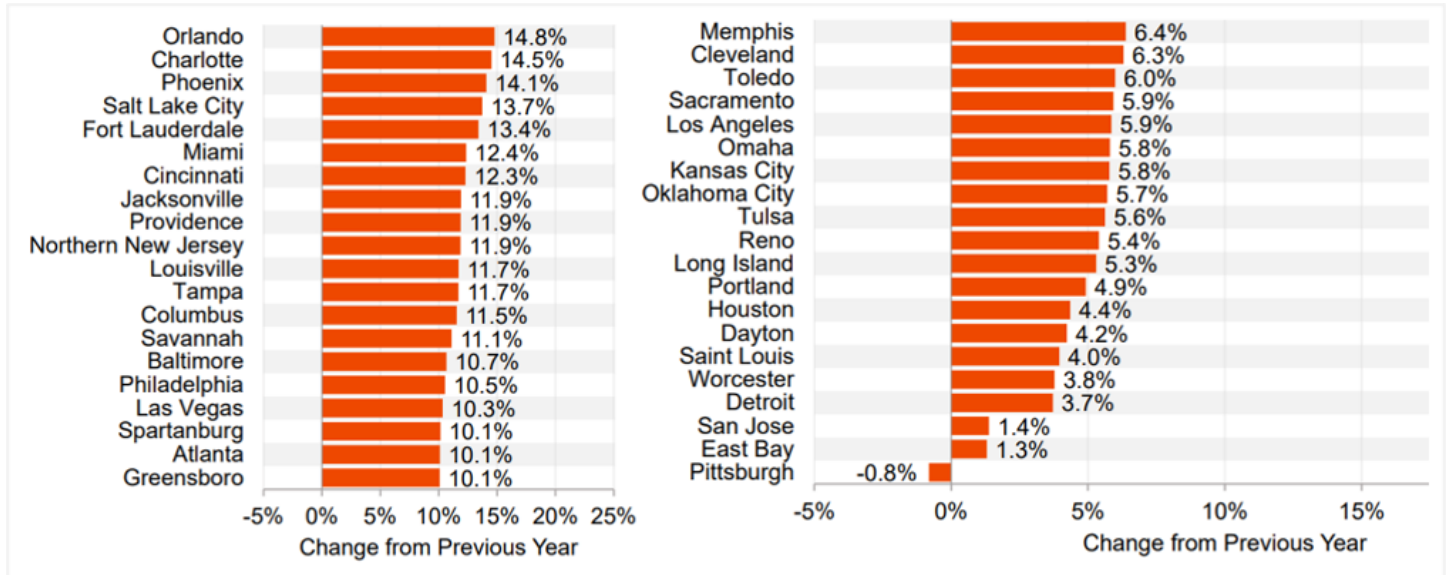 Orlando 14.8%
Charlotte 14.5%
Phoenix 14.1%
Salt Lake City 13.7%
Fort Lauderdale 13.4%
Miami 12.4%
Cincinnati 12.3%
Jacksonville 11.9%
Providence 11.9%
Northern New Jersey 11.9%
Louisville 11.7%
Tampa 11.7%
Columbus 11.5%
Savannah 11.1%
Baltimore 10.7%
Philadelphia 10.5%
Las Vegas 10.3%
Spartanburg 10.1%
Atlanta 10.1%
Greensboro 10.1%
-5% 0% 5% 10% 15% 20% 25%
Change from Previous Year
Memphis 6.4%
Cleveland 6.3%
Toledo 6.0%
Sacramento 5.9%
Los Angeles 5.9%
Omaha 5.8%
Kansas City 5.8%
Oklahoma City 5.7%
Tulsa 5.6%
Reno 5.4%
Long Island 5.3%
Portland 4.9%
Houston 4.4%
Dayton 4.2%
Saint Louis 4.0%
Worcester 3.8%
Detroit 3.7%
San Jose 1.4%
East Bay 1.3%
Pittsburgh -0.8%
-5% 0% 5% 10% 15%
Change from Previous Year